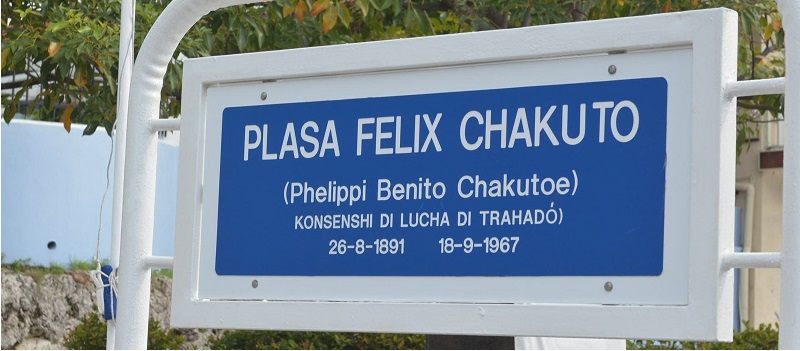 PLASA FELIX CHAKUTO
(Phelippi Benito Chakutoe)
KONSENSHI DI LUCHA DI TRAHADÓ)
26-8-1891 18-9-1967